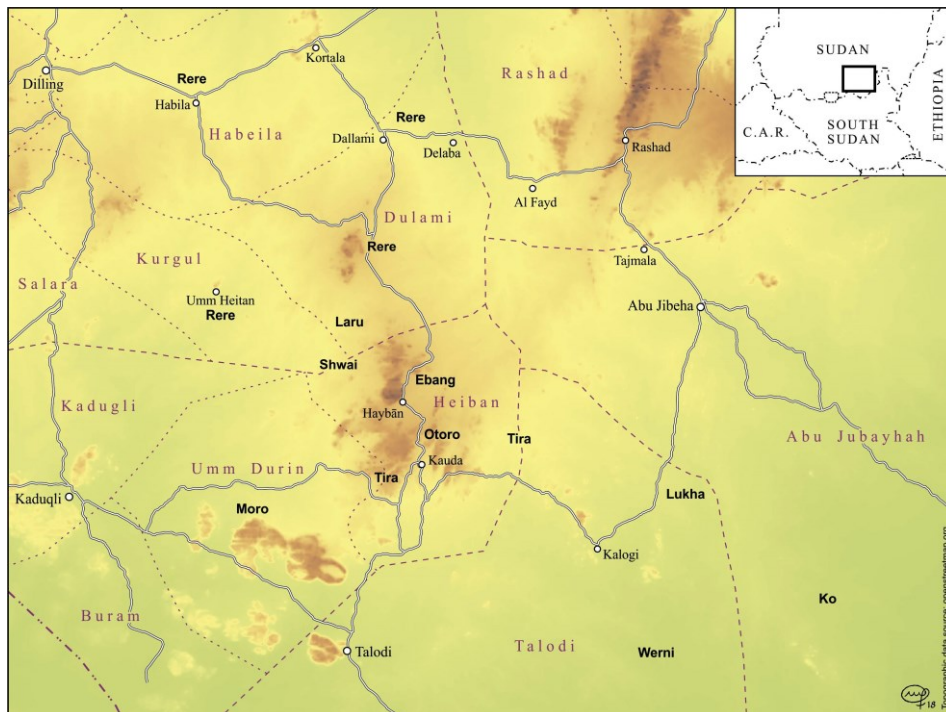 SUDAN
C.A.R.
SOUTH
SUDAN
ETHIOPIA
Kortala
Dilling
Rere
Rashad
Habila
Rere
Habeila
Dallami
Delaba
Rashad
Al Fayd
Dulami
Rere
Kurgul
Tajmala
Salara
Umm Heitan
Rere
Abu Jibeha
Laru
Shwai
Ebang
Kadugli
Haybān
Heiban
Otoro
Tira
Abu Jubayhah
Kauda
Umm Durin
Tira
Kaduqli
Lukha
Moro
Kalogi
Ko
Buram
Talodi
Talodi
Werni
18